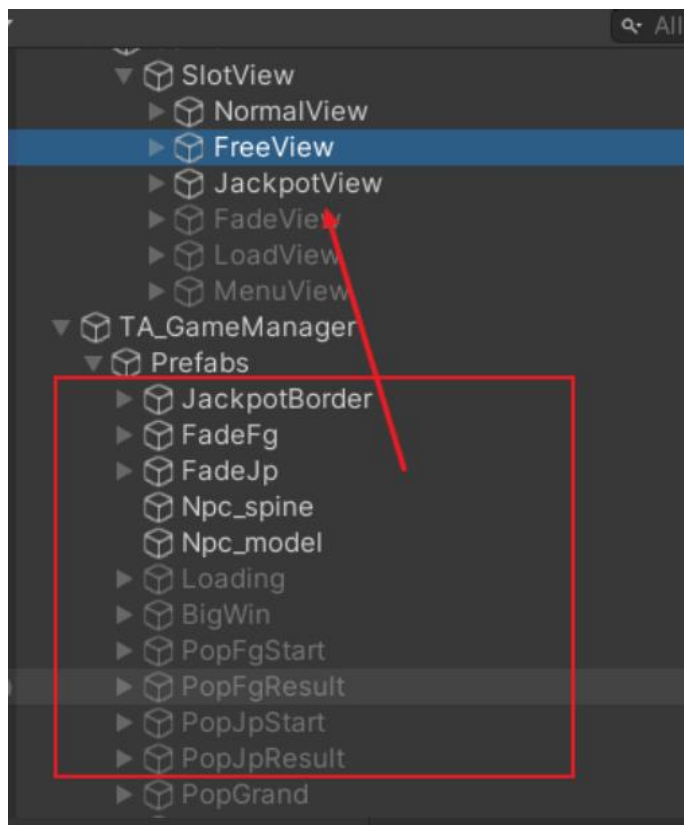 All
SlotView
NormalView
FreeView
JackpotView
FadeView
LoadView
MenuView
TA_GameManager
Prefabs
JackpotBorder
FadeFg
FadeJp
Npc_spine
Npc_model
Loading
BigWin
PopFgStart
PopFgResult
PopJpStart
PopJpResult
PopGrand